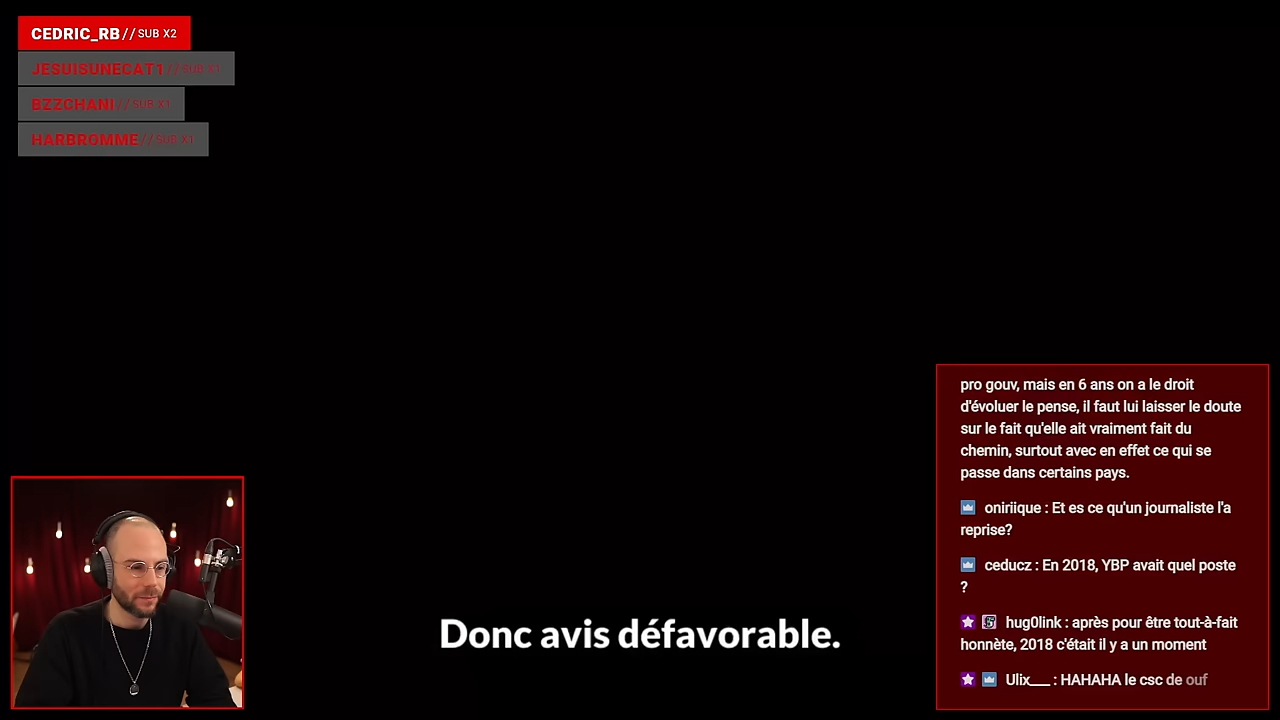 CEDRIC_RB// SUB X2
JESUISUNECAT1// SUB X1
BZZCHANI// SUB X1
HARBROMME// SUB X1
pro gouv, mais en 6 ans on a le droit
d'évoluer le pense, il faut lui laisser le doute
sur le fait qu'elle ait vraiment fait du
chemin, surtout avec en effet ce qui se
passe dans certains pays.
oniriique : Et es ce qu'un journaliste l'a
reprise?
ceducz : En 2018, YBP avait quel poste
?
hug0link : après pour être tout-à-fait
honnète, 2018 c'était il y a un moment
Ulix___ : HAHAHA le csc de ouf
Donc avis défavorable.